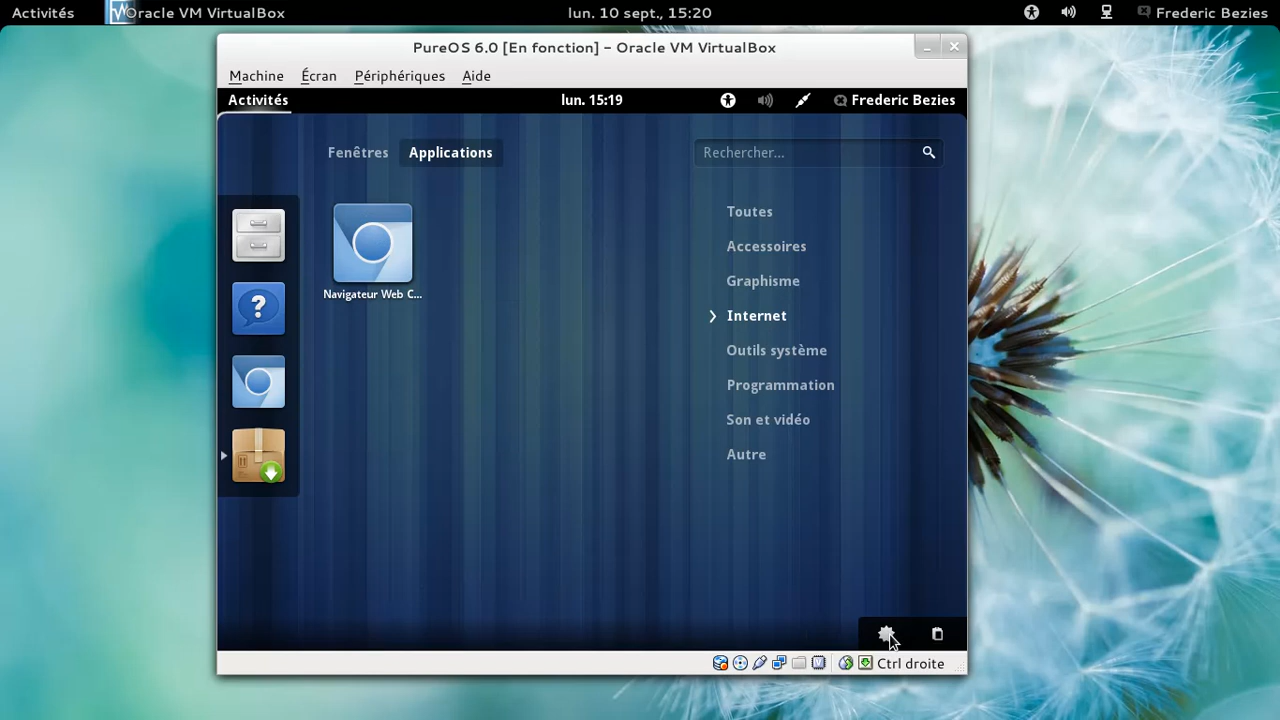 Activités Oracle VM VirtualBox lun. 10 sept., 15:20 Frederic Bezies
PureOS 6.0 [En fonction] - Oracle VM VirtualBox
Machine Écran Périphériques Aide
Activités lun. 15:19 Frederic Bezies
Fenêtres Applications Rechercher...
Toutes
Accessoires
Graphisme
Navigateur Web C...
Internet
Outils système
Programmation
Son et vidéo
Autre
Ctrl droite